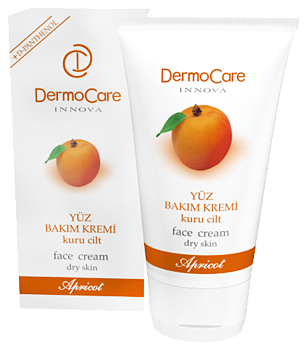 +D-PANTHENOL
DermoCare
INNOVA
YÜZ
BAKIM KREMİ
kuru cilt
face cream
dry skin
Apricot
DermoCare
INNOVA
YÜZ
BAKIM KREMİ
kuru cilt
face cream
dry skin
Apricot